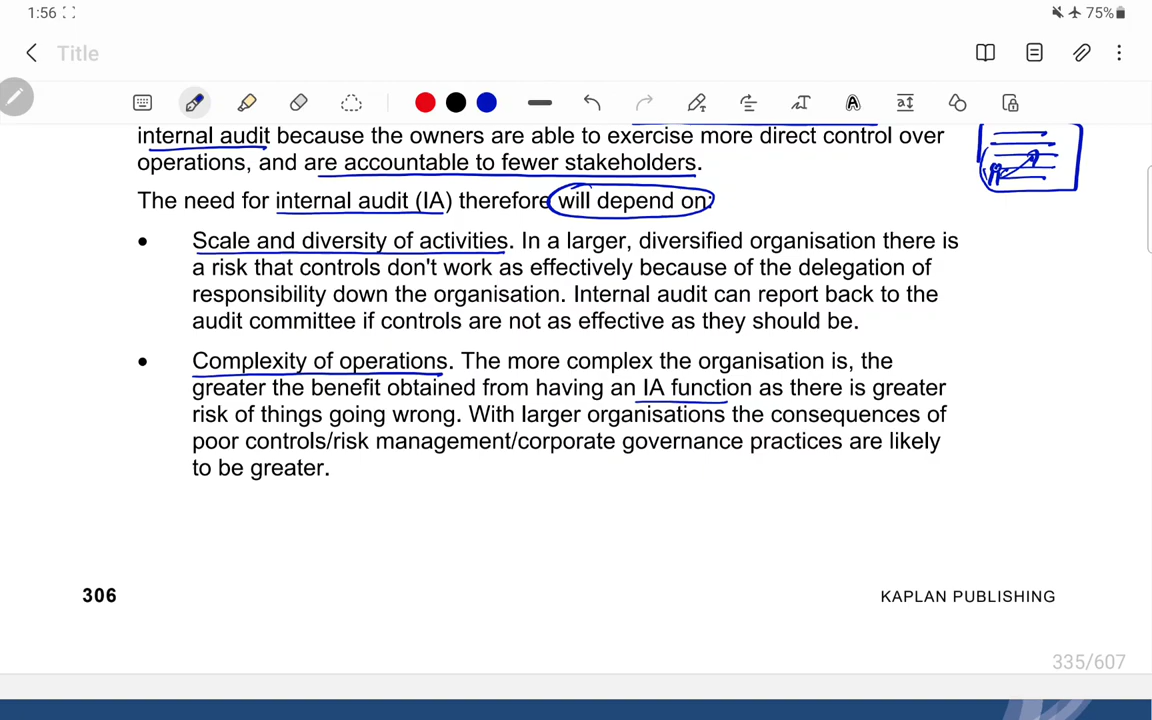 1:56
75%
Title
internal audit because the owners are able to exercise more direct control over
operations, and are accountable to fewer stakeholders.
The need for internal audit (IA) therefore will depend on:
• Scale and diversity of activities. In a larger, diversified organisation there is
a risk that controls don't work as effectively because of the delegation of
responsibility down the organisation. Internal audit can report back to the
audit committee if controls are not as effective as they should be.
• Complexity of operations. The more complex the organisation is, the
greater the benefit obtained from having an IA function as there is greater
risk of things going wrong. With larger organisations the consequences of
poor controls/risk management/corporate governance practices are likely
to be greater.
306
KAPLAN PUBLISHING
335/607